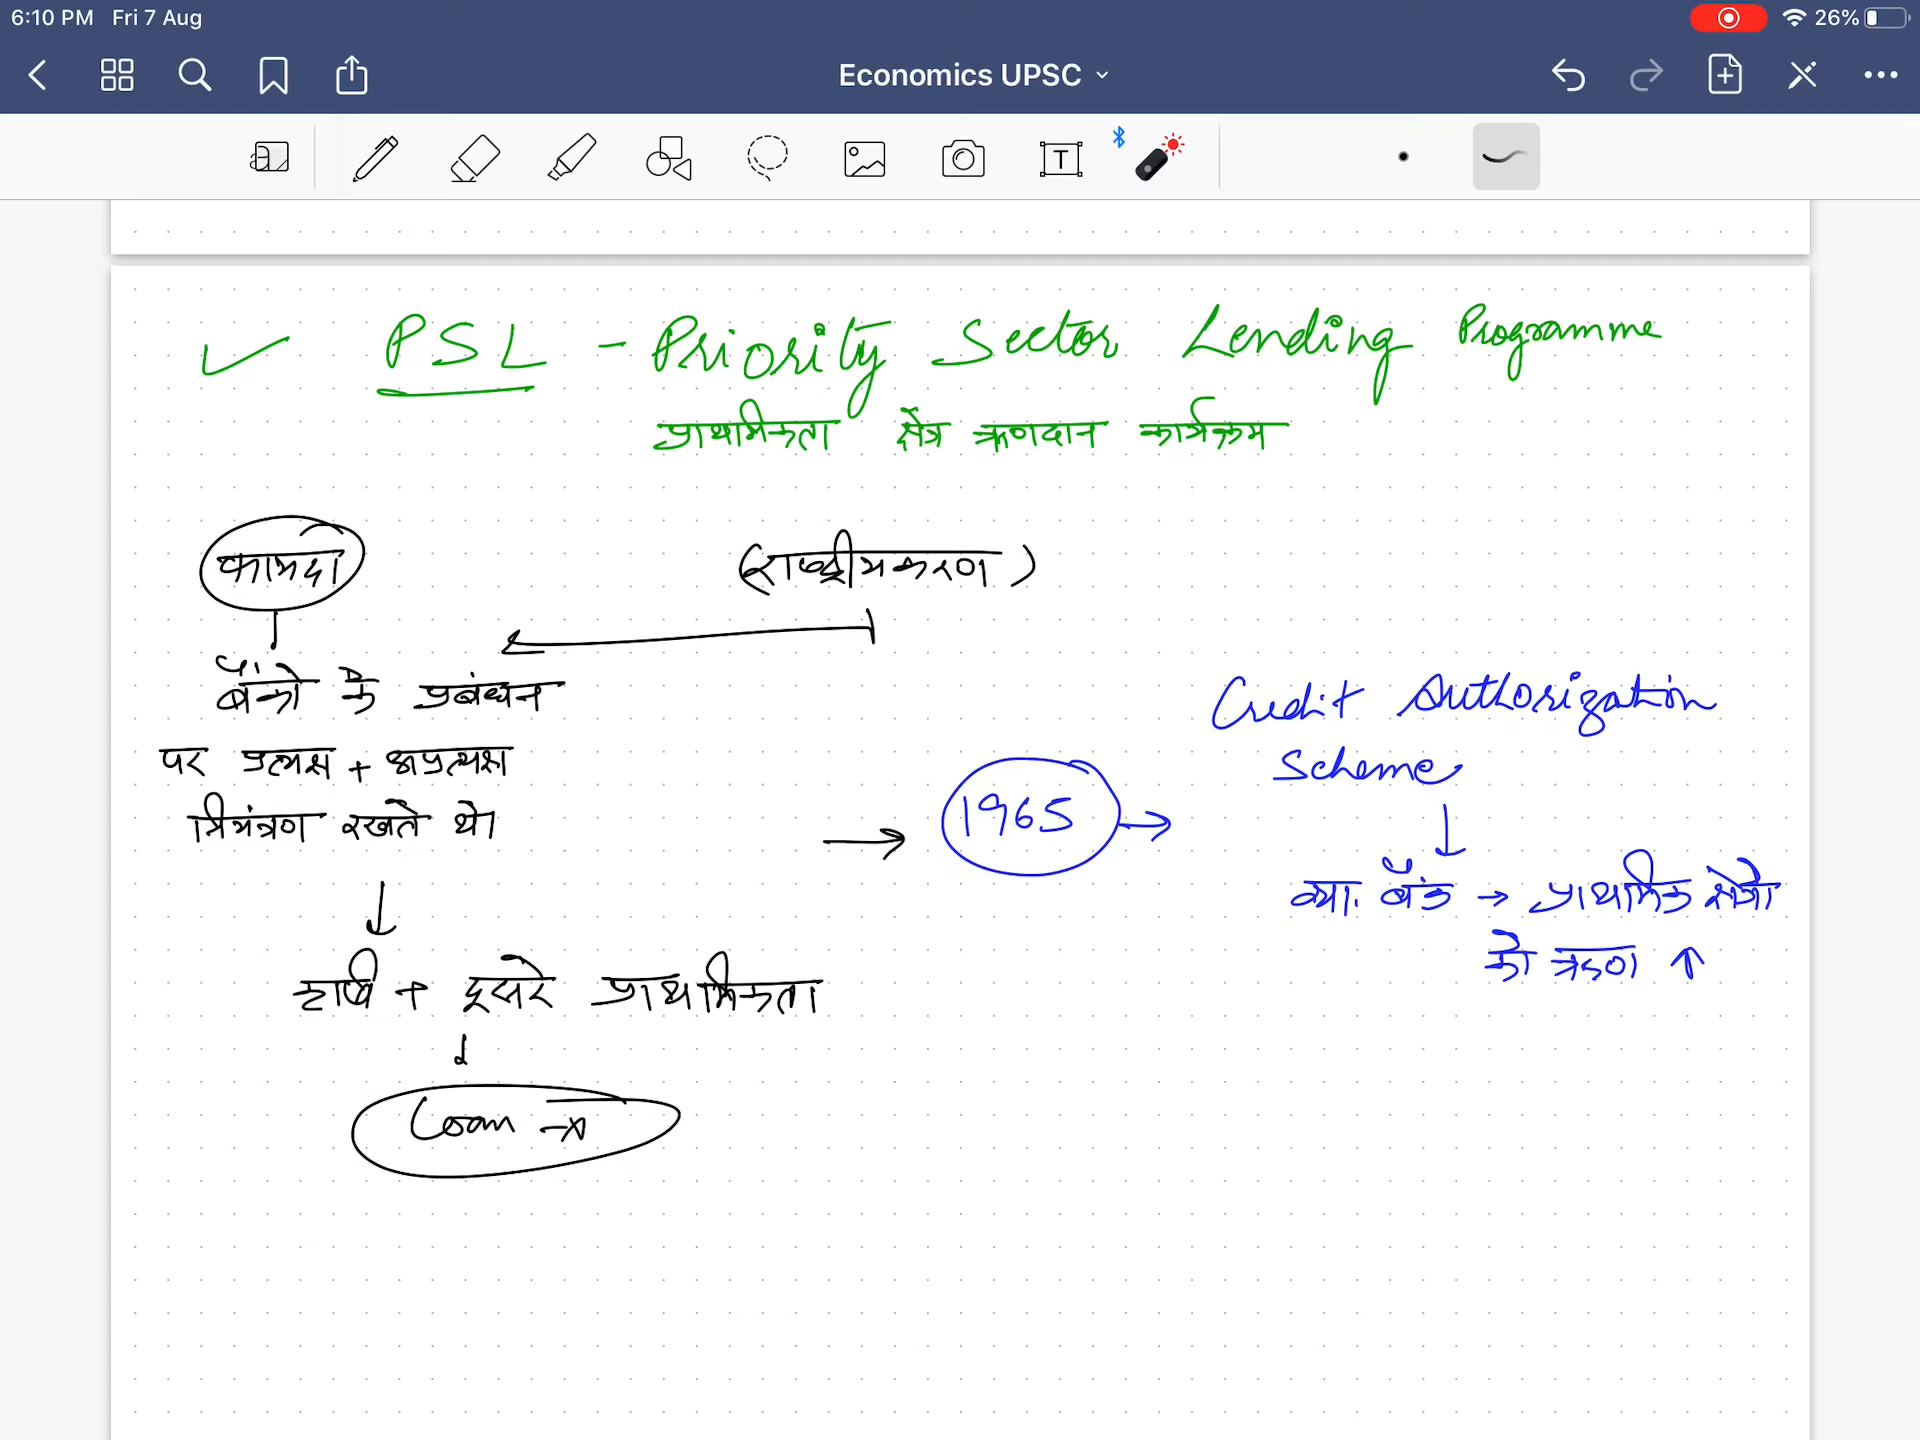 6:10 PM Fri 7 Aug
26%
Economics UPSC
T
PSL - Priority Sector Lending Programme
प्राथमिकता क्षेत्र ऋणदान कार्यक्रम
(राष्ट्रीयकरण)
बैंकों के प्रबंधन
पर प्रत्यक्ष + अप्रत्यक्ष
नियंत्रण रखते थे।
कृषि + दूसरे प्राथमिकता
Loan → x
1965 →
Credit Authorization
Scheme
व्या. बैंक → प्राथमिक क्षेत्रों
को ऋण ↑